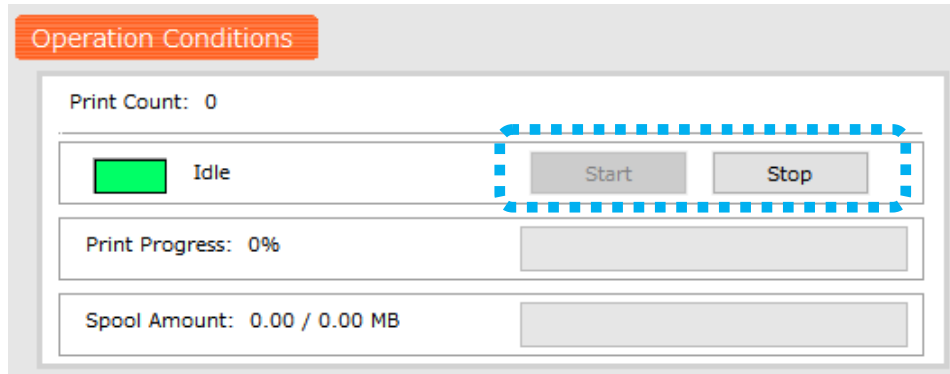 Operation Conditions
Print Count: 0
Idle Start Stop
Print Progress: 0%
Spool Amount: 0.00 / 0.00 MB